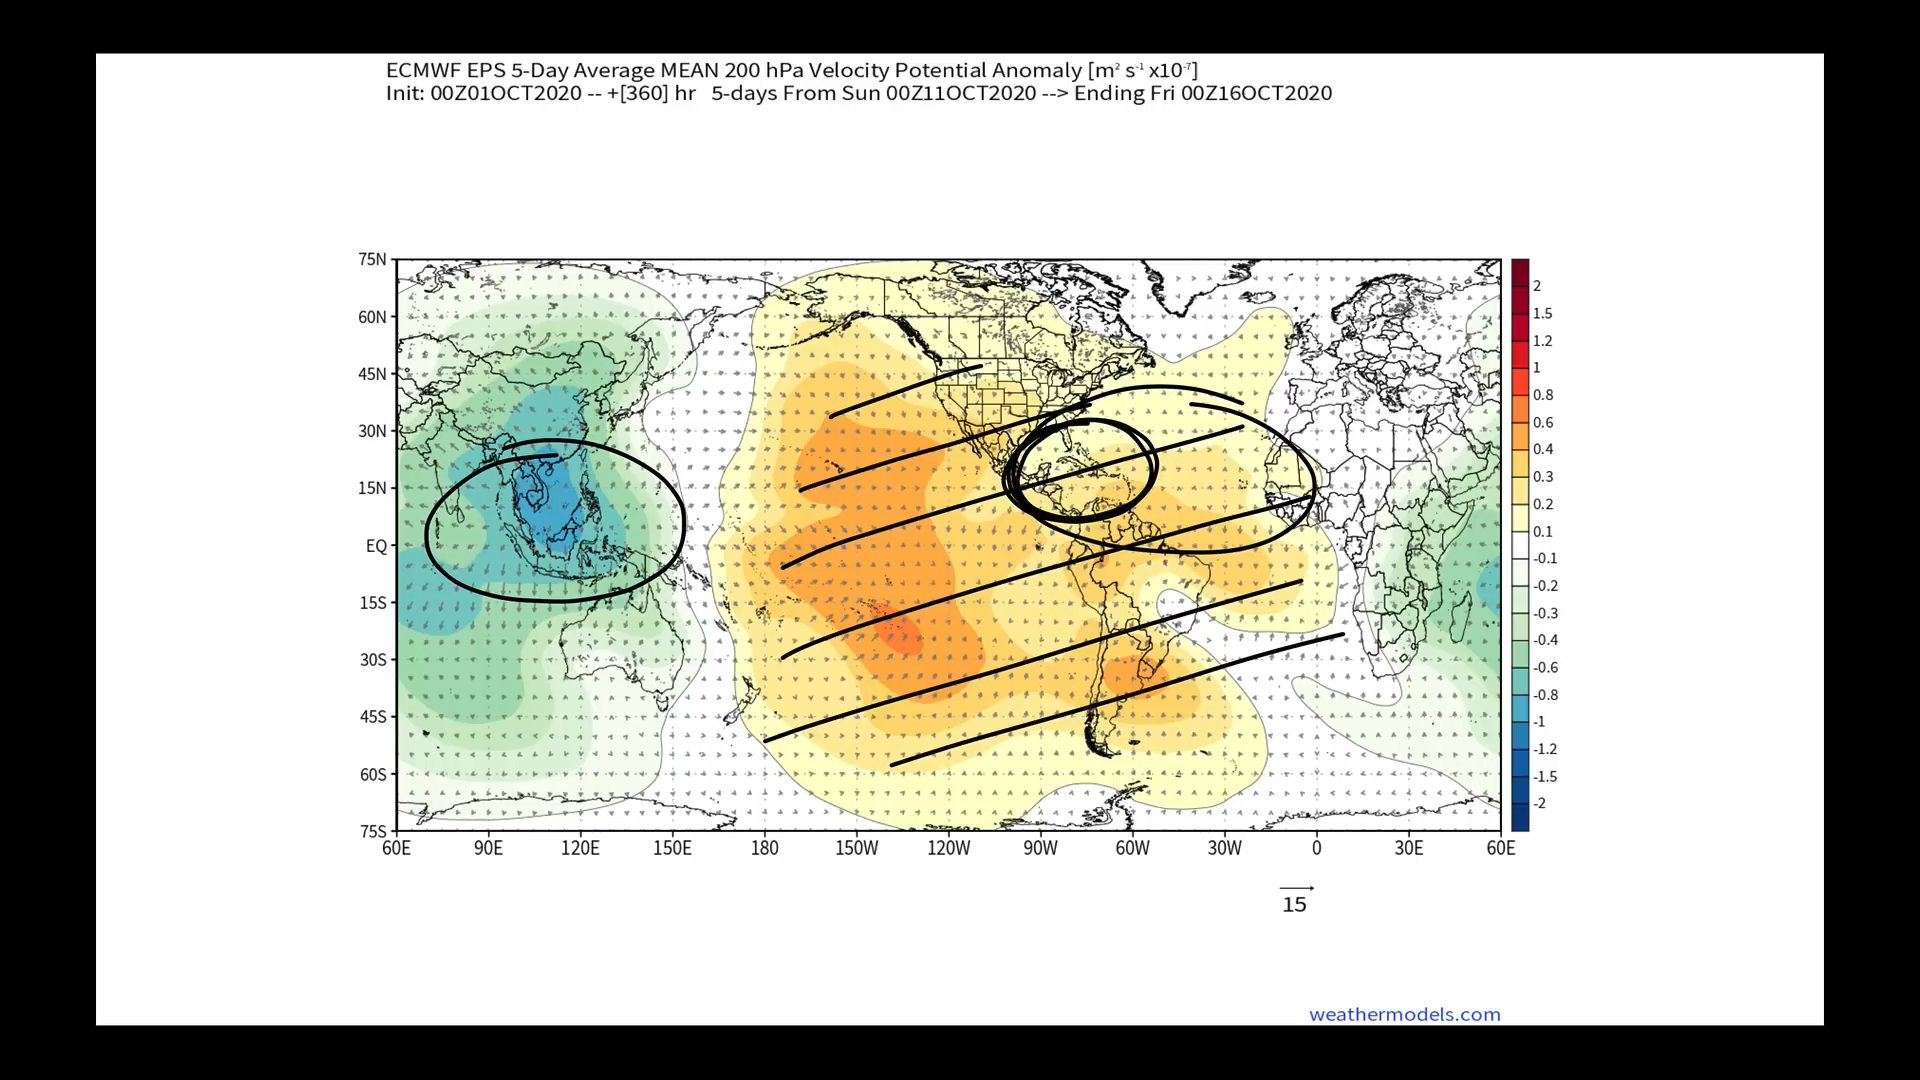 ECMWF EPS 5-Day Average MEAN 200 hPa Velocity Potential Anomaly [m² s⁻¹ x10⁻⁷]
Init: 00Z01OCT2020 -- +[360] hr 5-days From Sun 00Z11OCT2020 --> Ending Fri 00Z16OCT2020
75N
60N
45N
30N
15N
EQ
15S
30S
45S
60S
75S
60E 90E 120E 150E 180 150W 120W 90W 60W 30W 0 30E 60E
2
1.5
1.2
1
0.8
0.6
0.4
0.3
0.2
0.1
-0.1
-0.2
-0.3
-0.4
-0.6
-0.8
-1
-1.2
-1.5
-2
15
weathermodels.com